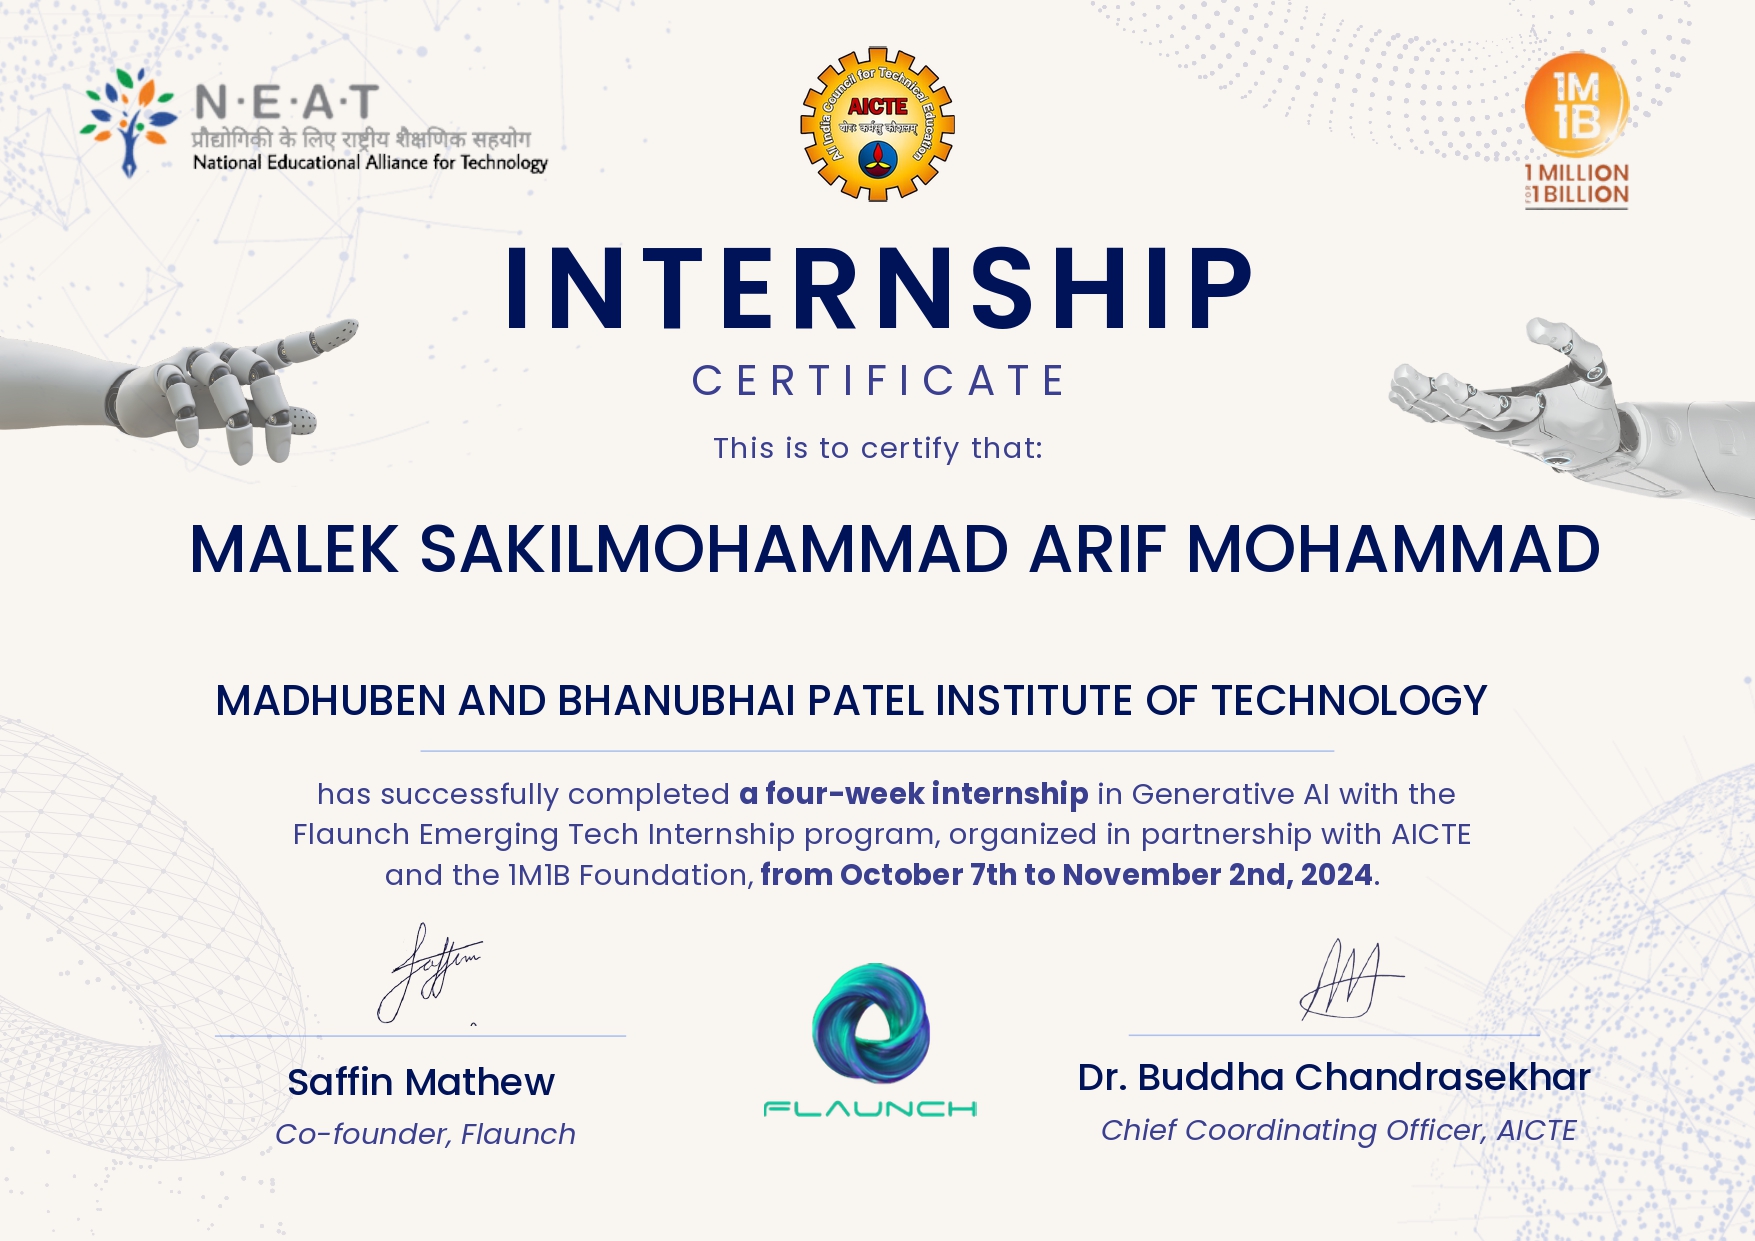 N·E·A·T
प्रौद्योगिकी के लिए राष्ट्रीय शैक्षणिक सहयोग
National Educational Alliance for Technology
All India Council for Technical Education
AICTE
योगः कर्मसु कौशलम्
1M
1B
1 MILLION
FOR 1 BILLION
INTERNSHIP
CERTIFICATE
This is to certify that:
MALEK SAKILMOHAMMAD ARIF MOHAMMAD
MADHUBEN AND BHANUBHAI PATEL INSTITUTE OF TECHNOLOGY
has successfully completed a four-week internship in Generative AI with the
Flaunch Emerging Tech Internship program, organized in partnership with AICTE
and the 1M1B Foundation, from October 7th to November 2nd, 2024.
Saffin
Saffin Mathew
Co-founder, Flaunch
FLAUNCH
Dr. Buddha Chandrasekhar
Chief Coordinating Officer, AICTE